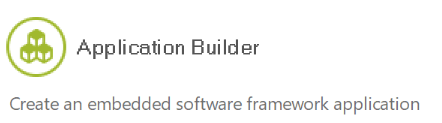 Application Builder
Create an embedded software framework application